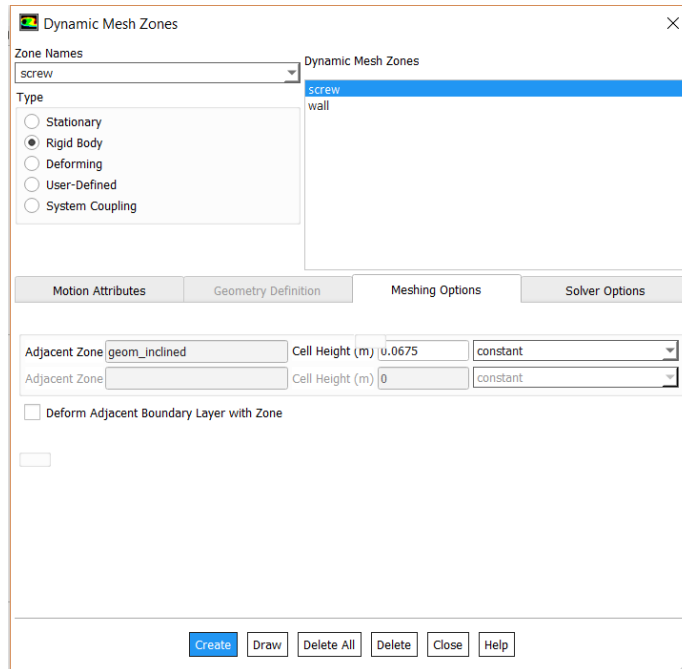 Dynamic Mesh Zones
Zone Names
screw
Type
Stationary
Rigid Body
Deforming
User-Defined
System Coupling
Dynamic Mesh Zones
screw
wall
Motion Attributes Geometry Definition Meshing Options Solver Options
Adjacent Zone geom_inclined Cell Height (m) 0.0675 constant
Adjacent Zone Cell Height (m) 0 constant
Deform Adjacent Boundary Layer with Zone
Create Draw Delete All Delete Close Help